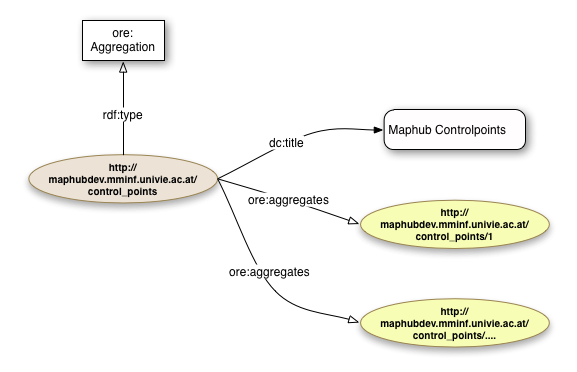 ore:
Aggregation
rdf:type
http://
maphubdev.mminf.univie.ac.at/
control_points
dc:title
Maphub Controlpoints
ore:aggregates
http://
maphubdev.mminf.univie.ac.at/
control_points/1
ore:aggregates
http://
maphubdev.mminf.univie.ac.at/
control_points/....